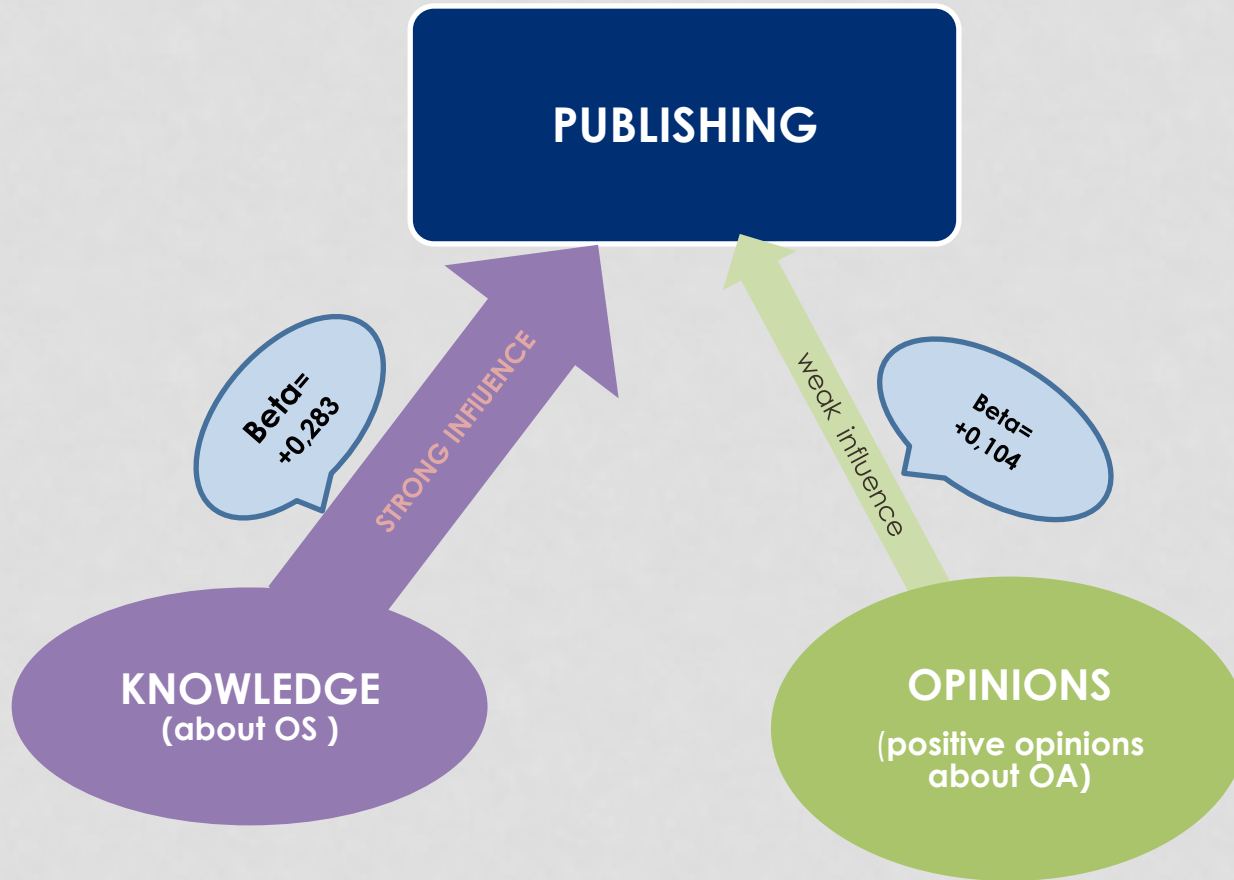 PUBLISHING
Beta=
+0,283
STRONG INFlUENCE
weak influence
Beta=
+0,104
KNOWLEDGE
(about OS )
OPINIONS
(positive opinions
about OA)